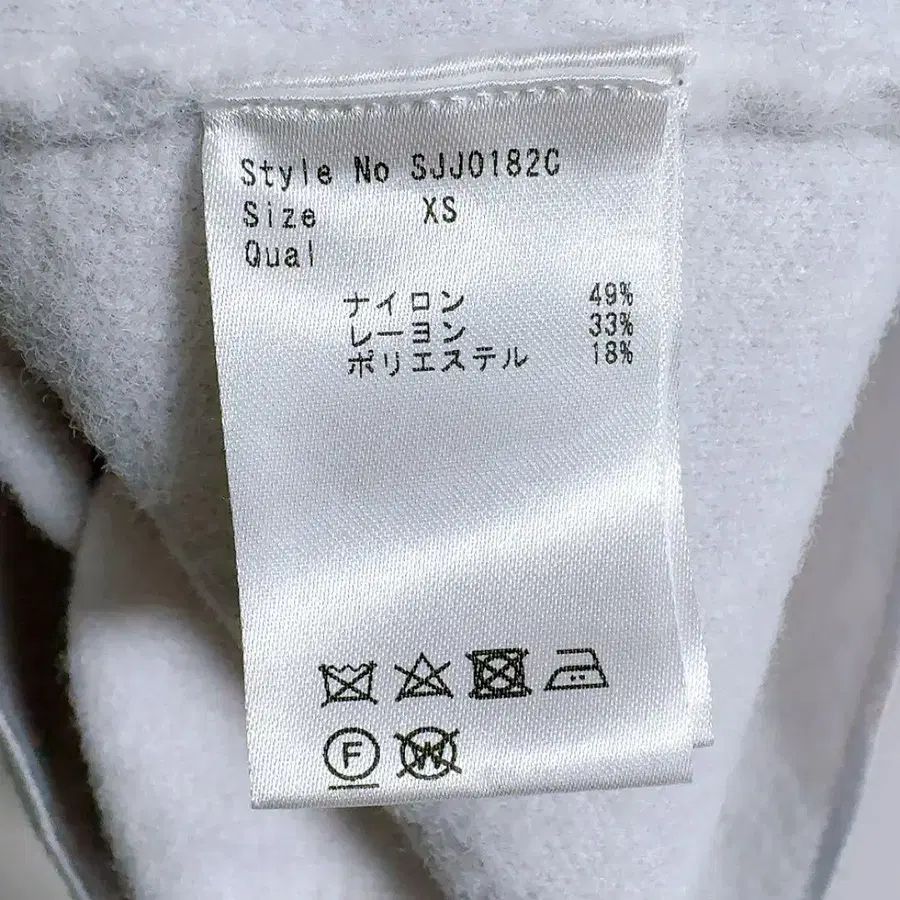 Style No SJJ0182C
Size XS
Qual
ナイロン 49%
レーヨン 33%
ポリエステル 18%
F W